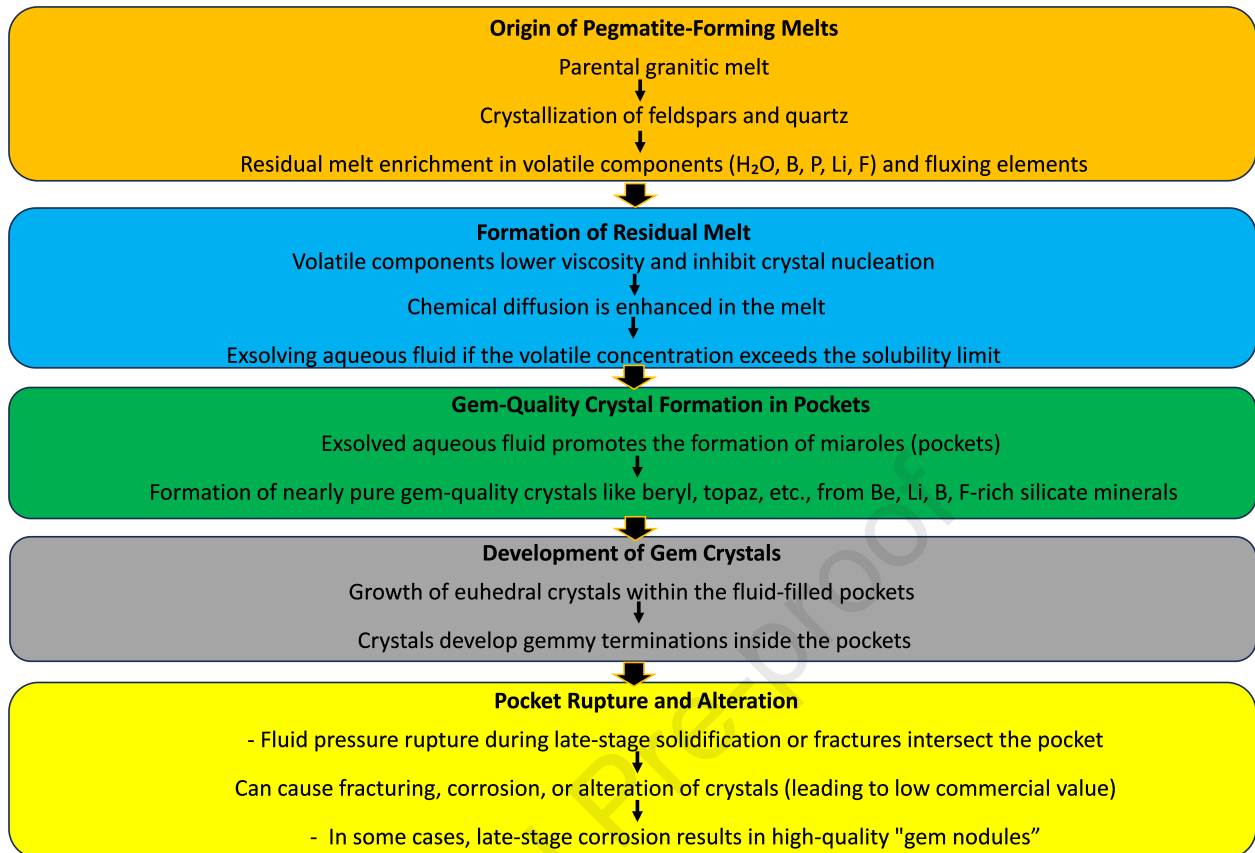 Origin of Pegmatite-Forming Melts
Parental granitic melt
Crystallization of feldspars and quartz
Residual melt enrichment in volatile components (H₂O, B, P, Li, F) and fluxing elements
Formation of Residual Melt
Volatile components lower viscosity and inhibit crystal nucleation
Chemical diffusion is enhanced in the melt
Exsolving aqueous fluid if the volatile concentration exceeds the solubility limit
Gem-Quality Crystal Formation in Pockets
Exsolved aqueous fluid promotes the formation of miaroles (pockets)
Formation of nearly pure gem-quality crystals like beryl, topaz, etc., from Be, Li, B, F-rich silicate minerals
Development of Gem Crystals
Growth of euhedral crystals within the fluid-filled pockets
Crystals develop gemmy terminations inside the pockets
Pocket Rupture and Alteration
- Fluid pressure rupture during late-stage solidification or fractures intersect the pocket
Can cause fracturing, corrosion, or alteration of crystals (leading to low commercial value)
- In some cases, late-stage corrosion results in high-quality "gem nodules”
Pre-proof